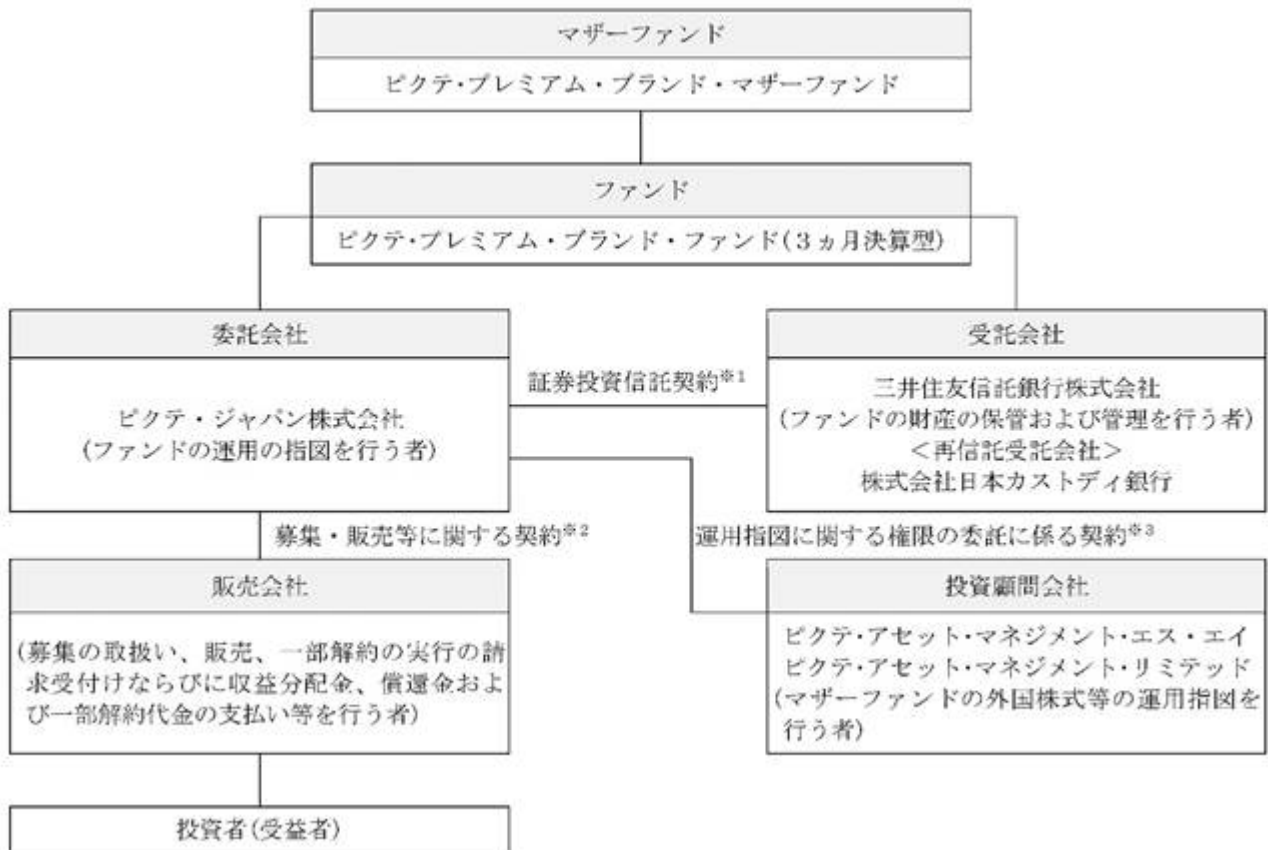 マザーファンド
ピクテ・プレミアム・ブランド・マザーファンド
ファンド
ピクテ・プレミアム・ブランド・ファンド(3ヵ月決算型)
委託会社
ピクテ・ジャパン株式会社
(ファンドの運用の指図を行う者)
証券投資信託契約※1
受託会社
三井住友信託銀行株式会社
(ファンドの財産の保管および管理を行う者)
<再信託受託会社>
株式会社日本カストディ銀行
募集・販売等に関する契約※2
運用指図に関する権限の委託に係る契約※3
販売会社
(募集の取扱い、販売、一部解約の実行の請
求受付けならびに収益分配金、償還金およ
び一部解約代金の支払い等を行う者)
投資顧問会社
ピクテ・アセット・マネジメント・エス・エイ
ピクテ・アセット・マネジメント・リミテッド
(マザーファンドの外国株式等の運用指図を
行う者)
投資者(受益者)